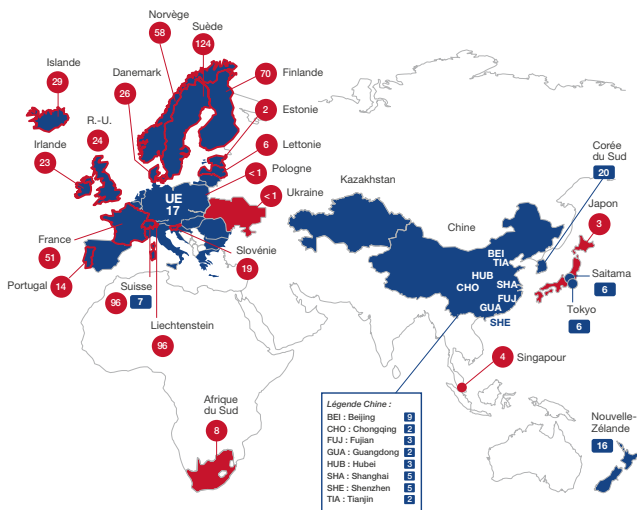 Norvège
58
Suède
124
Islande
29
Danemark
26
70
Finlande
R.-U.
24
2
Estonie
Irlande
23
6
Lettonie
< 1
Pologne
< 1
Ukraine
UE
17
France
51
Slovénie
19
Portugal
14
Suisse
96
7
Liechtenstein
96
Afrique
du Sud
8
Kazakhstan
Chine
Corée
du Sud
20
Japon
3
BEI
TIA
HUB
CHO
SHA
FUJ
GUA
SHE
Saitama
6
Tokyo
6
4
Singapour
Nouvelle-
Zélande
16
Légende Chine :
BEI : Beijing 9
CHO : Chongqing 2
FUJ : Fujian 3
GUA : Guangdong 2
HUB : Hubei 3
SHA : Shanghai 5
SHE : Shenzhen 5
TIA : Tianjin 2